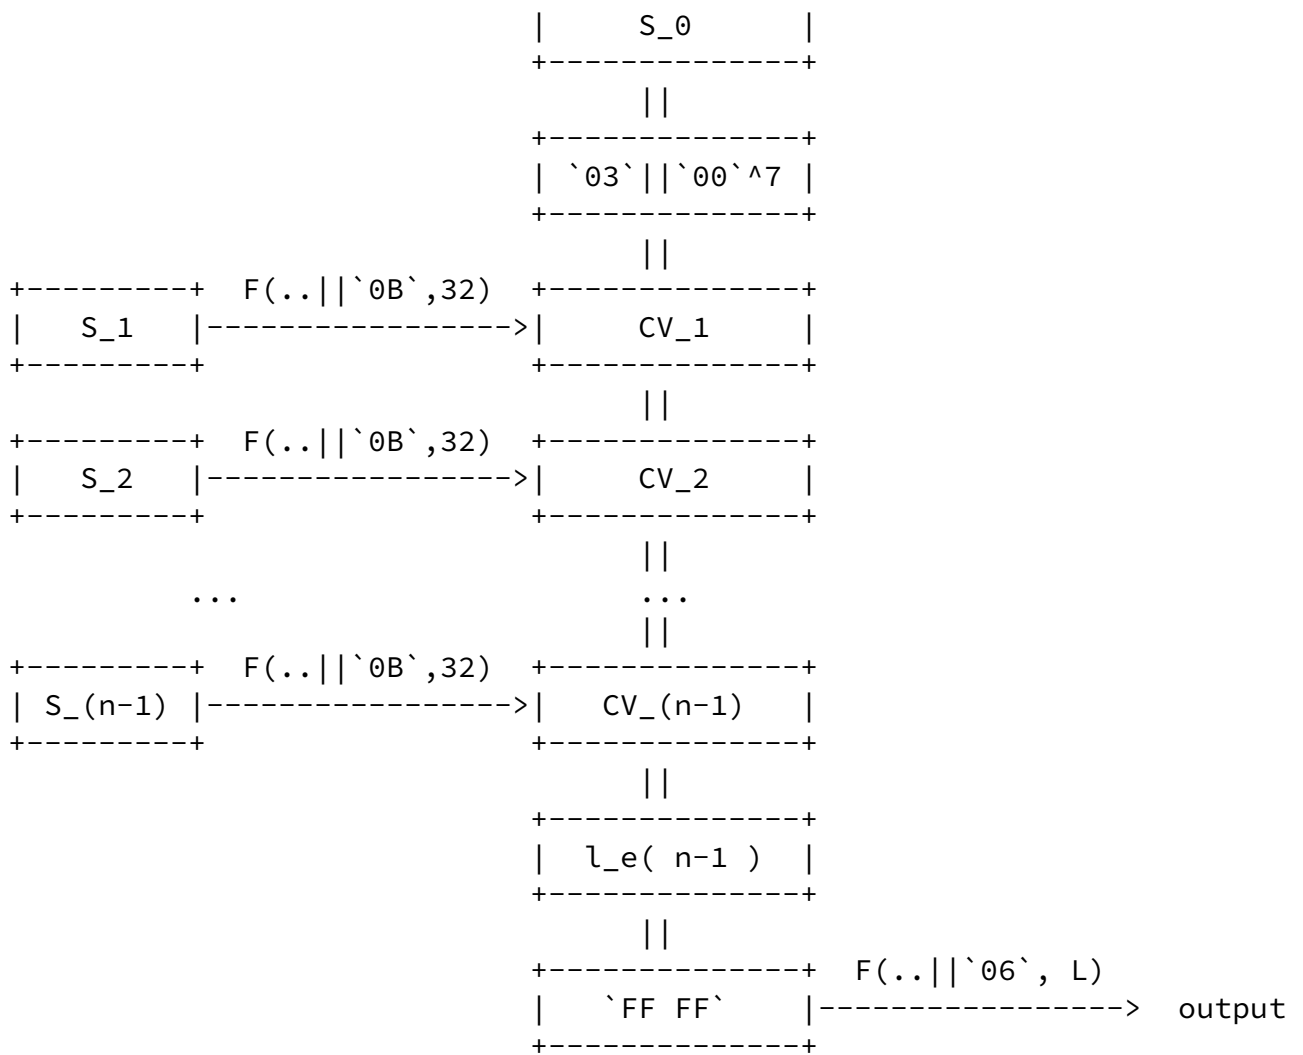 |      S_0      |
+--------------+
||
+--------------+
| `03`||`00`^7 |
+--------------+
||
+---------+  F(..||`0B`,32)  +--------------+
|   S_1   |----------------->|     CV_1     |
+---------+                  +--------------+
||
+---------+  F(..||`0B`,32)  +--------------+
|   S_2   |----------------->|     CV_2     |
+---------+                  +--------------+
||
...                      ...
||
+---------+  F(..||`0B`,32)  +--------------+
| S_(n-1) |----------------->|   CV_(n-1)   |
+---------+                  +--------------+
||
+--------------+
|  l_e( n-1 )  |
+--------------+
||
+--------------+  F(..||`06`, L)
|   `FF FF`    |----------------->  output
+--------------+